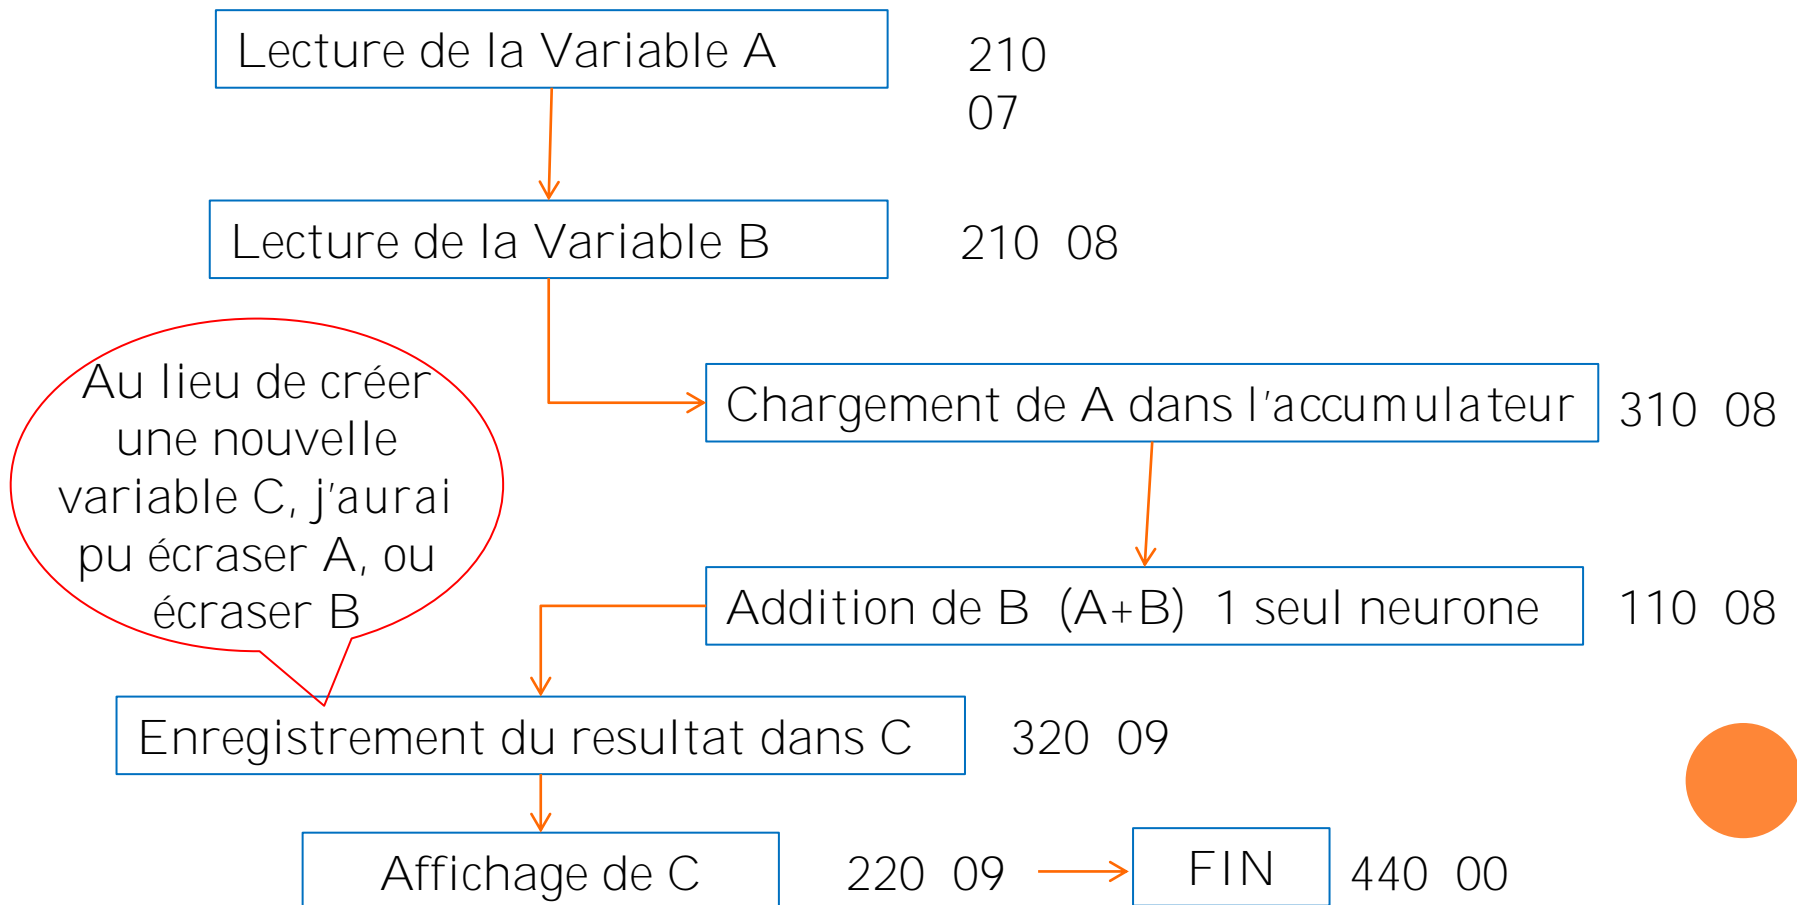 Lecture de la Variable A
210
07
Lecture de la Variable B
210 08
Au lieu de créer
une nouvelle
variable C, j'aurai
pu écraser A, ou
écraser B
Chargement de A dans l'accumulateur
310 08
Addition de B (A+B) 1 seul neurone
110 08
Enregistrement du resultat dans C
320 09
Affichage de C
220 09
FIN
440 00